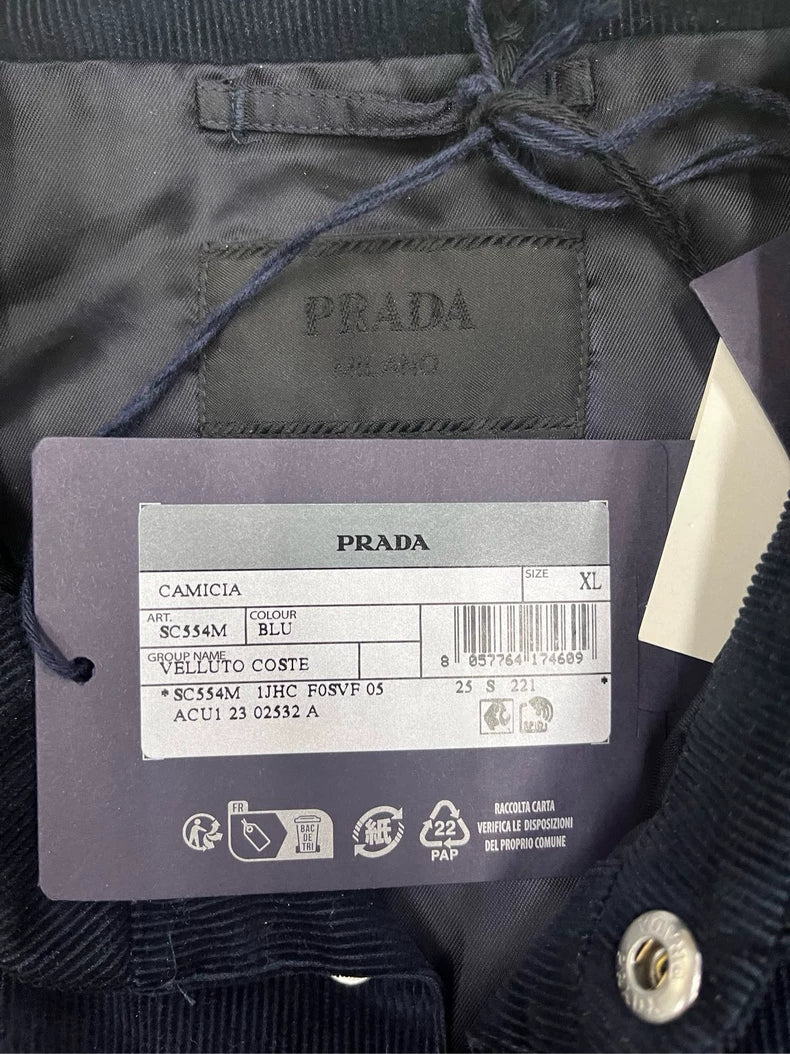 PRADA
MILANO
PRADA
CAMICIA
SIZE XL
ART. SC554M
COLOUR BLU
GROUP NAME
VELLUTO COSTE
8 057764 174609
*SC554M 1JHC F0SVF 05 25 S 221 *
ACU1 23 02532 A
FR
BAC
DE
TRI
紙
22
PAP
RACCOLTA CARTA
VERIFICA LE DISPOSIZIONI
DEL PROPRIO COMUNE
PRADA
PRADA